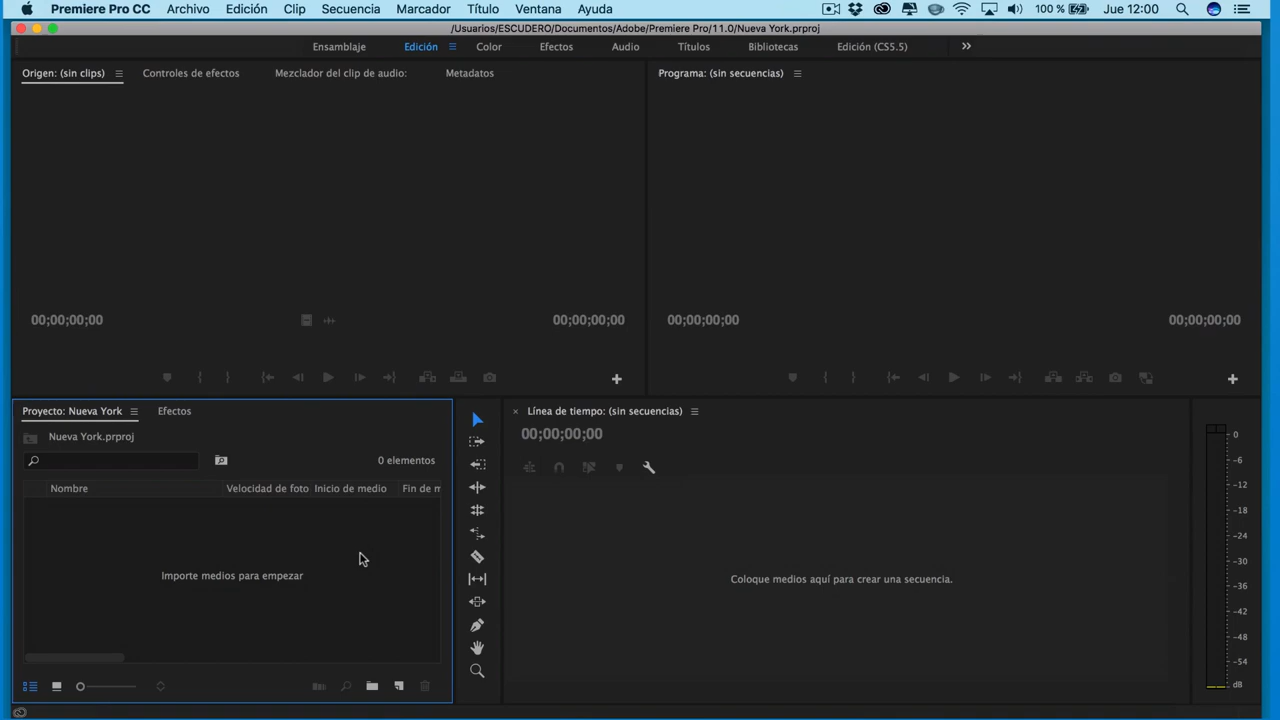 Premiere Pro CC Archivo Edición Clip Secuencia Marcador Título Ventana Ayuda 100 % Jue 12:00
/Usuarios/ESCUDERO/Documentos/Adobe/Premiere Pro/11.0/Nueva York.prproj
Ensamblaje Edición Color Efectos Audio Títulos Bibliotecas Edición (CS5.5)
Origen: (sin clips) Controles de efectos Mezclador del clip de audio: Metadatos
Programa: (sin secuencias)
00;00;00;00 00;00;00;00
00;00;00;00 00;00;00;00
Proyecto: Nueva York Efectos
Nueva York.prproj
0 elementos
Nombre Velocidad de foto Inicio de medio Fin de m
Importe medios para empezar
Línea de tiempo: (sin secuencias)
00;00;00;00
Coloque medios aquí para crear una secuencia.
0
-6
-12
-18
-24
-30
-36
-42
-48
-54
dB